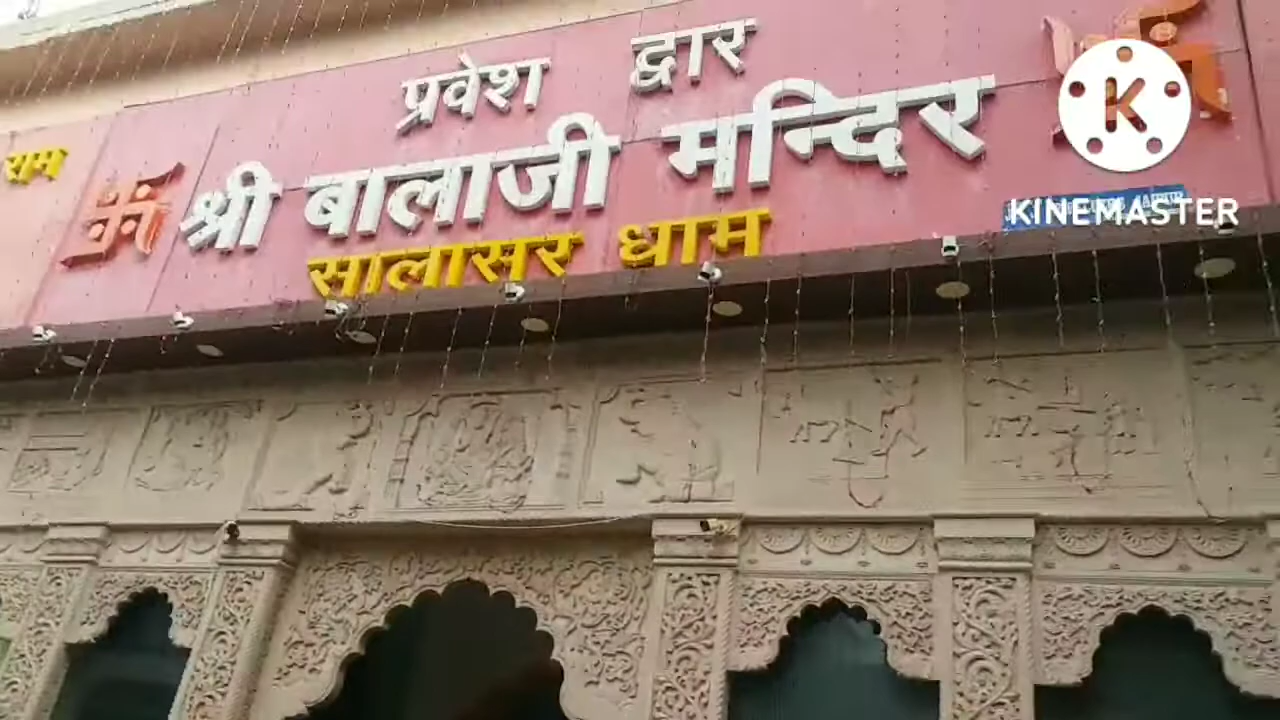 प्रवेश द्वार
राम
श्री बालाजी मन्दिर
सालासर धाम
K
KINEMASTER